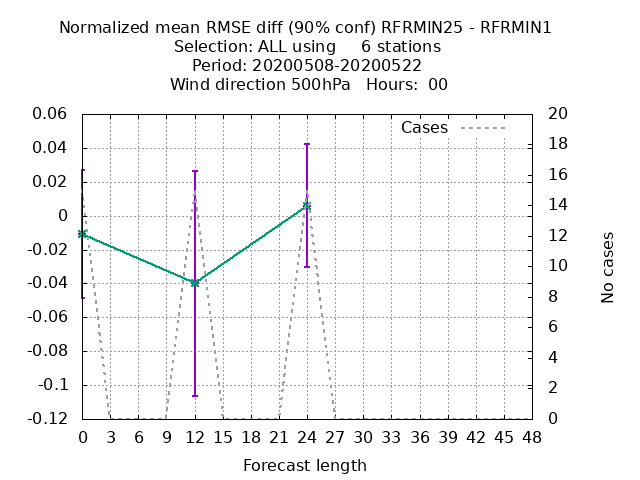 Normalized mean RMSE diff (90% conf) RFRMIN25 - RFRMIN1
Selection: ALL using 6 stations
Period: 20200508-20200522
Wind direction 500hPa Hours: 00
Cases
0.06
0.04
0.02
0
-0.02
-0.04
-0.06
-0.08
-0.1
-0.12
20
18
16
14
12
10
8
6
4
2
0
No cases
0 3 6 9 12 15 18 21 24 27 30 33 36 39 42 45 48
Forecast length